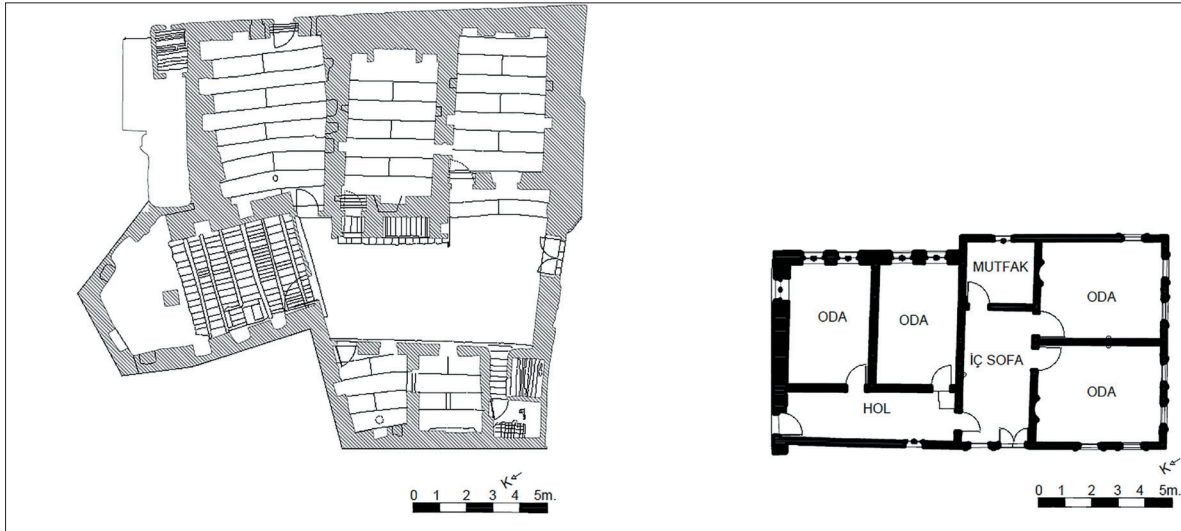 K
0 1 2 3 4 5m.
MUTFAK
ODA
ODA
ODA
İÇ SOFA
ODA
HOL
K
0 1 2 3 4 5m.